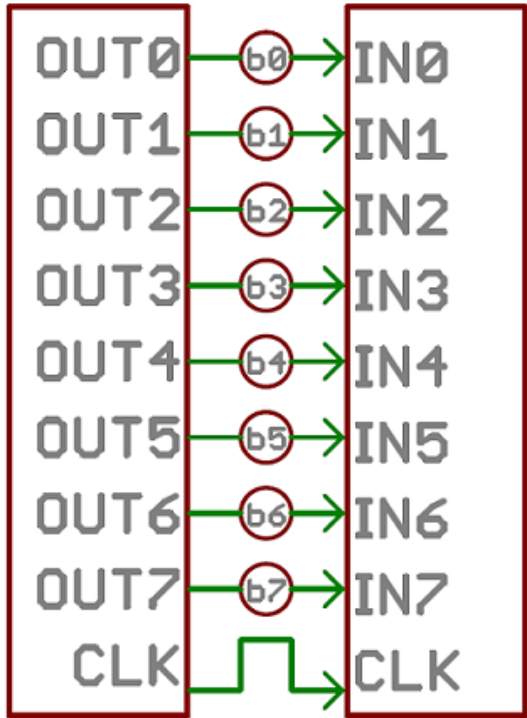 OUT0 b0 IN0
OUT1 b1 IN1
OUT2 b2 IN2
OUT3 b3 IN3
OUT4 b4 IN4
OUT5 b5 IN5
OUT6 b6 IN6
OUT7 b7 IN7
CLK CLK